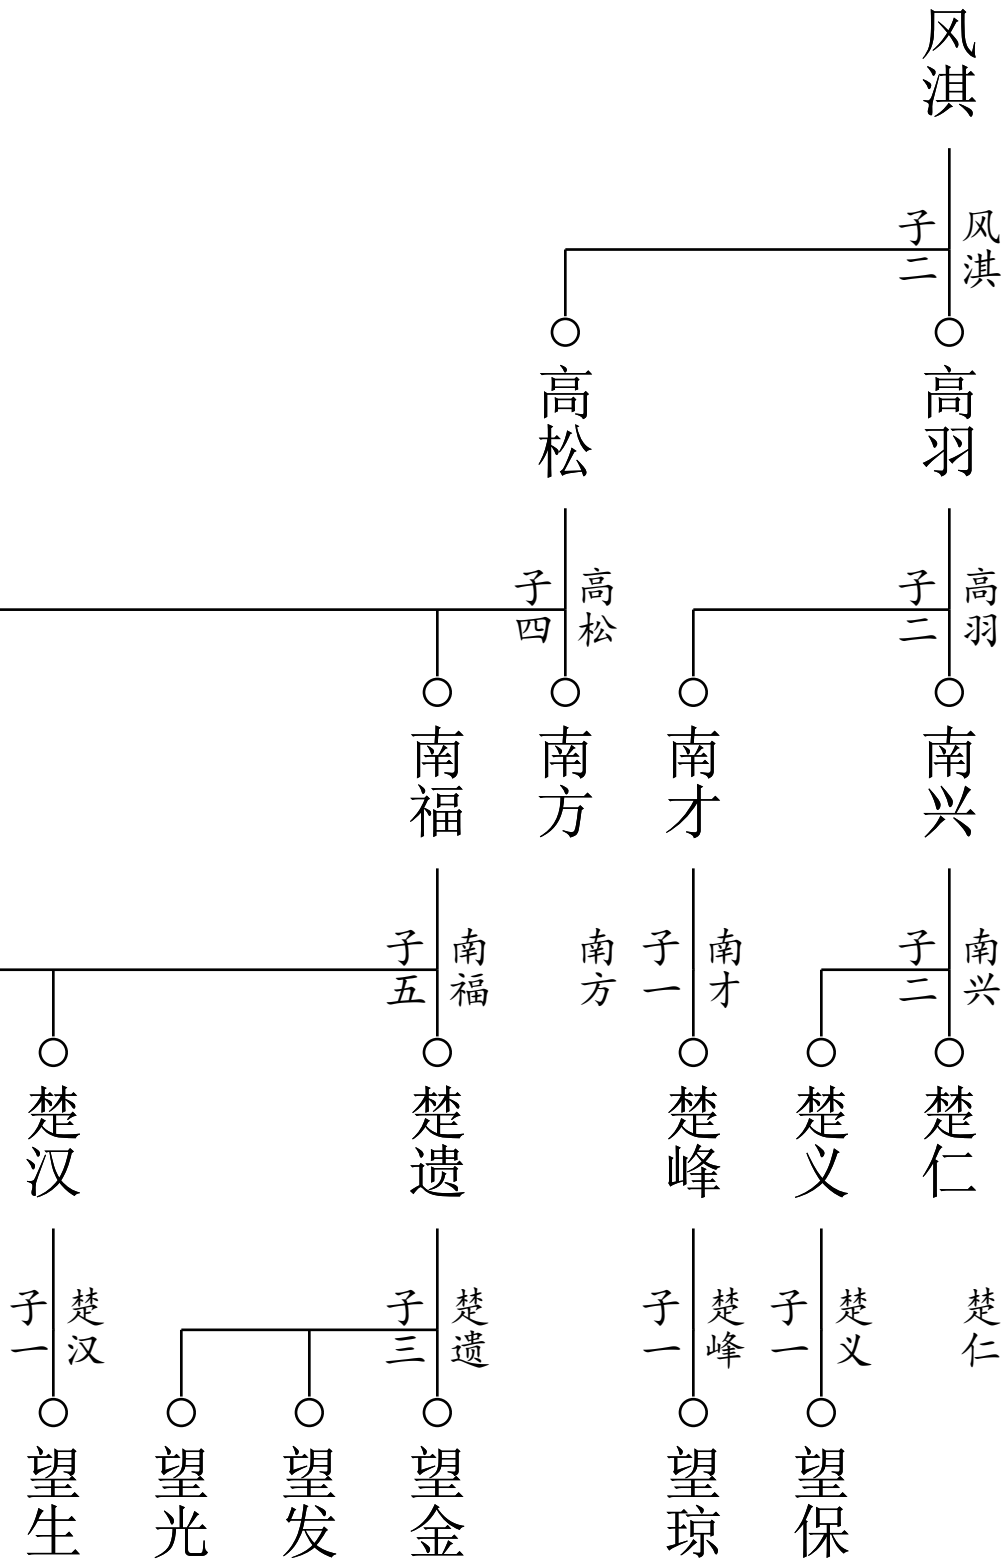 风淇
风淇
子二
高羽
高松
高羽
子二
高松
子四
南兴
南才
南方
南福
南兴
子二
南才
子一
南方
南福
子五
楚仁
楚义
楚峰
楚遗
楚汉
楚仁
楚义
子一
楚峰
子一
楚遗
子三
楚汉
子一
望保
望琼
望金
望发
望光
望生